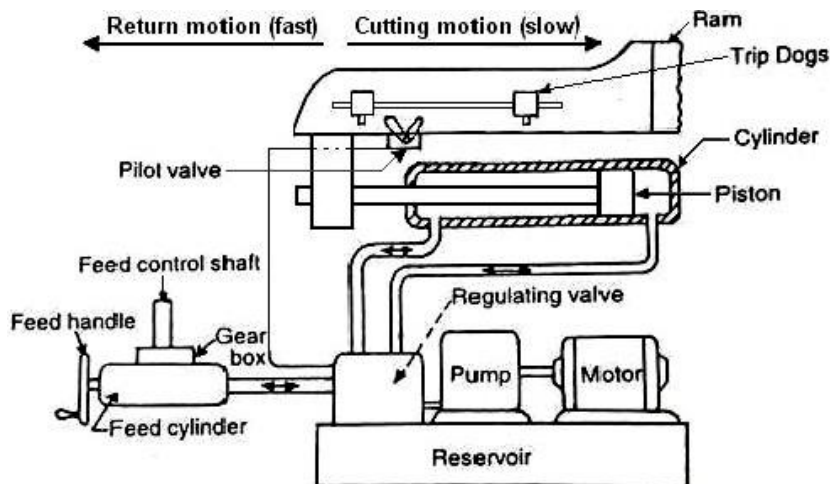 Return motion (fast)
Cutting motion (slow)
Ram
Trip Dogs
Cylinder
Pilot valve
Piston
Feed control shaft
Regulating valve
Feed handle
Gear
box
Pump
Motor
Feed cylinder
Reservoir